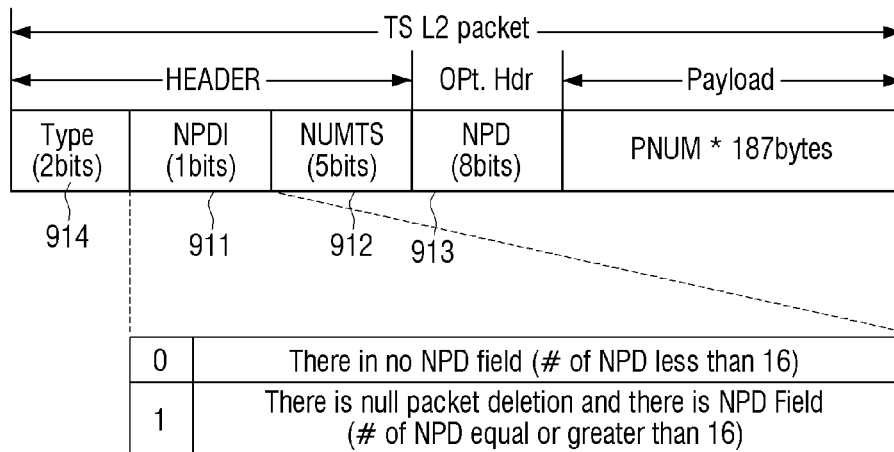 TS L2 packet
HEADER
OPt. Hdr
Payload
Type
(2bits)
NPDI
(1bits)
NUMTS
(5bits)
NPD
(8bits)
PNUM * 187bytes
914
911
912
913
0
There in no NPD field (# of NPD less than 16)
1
There is null packet deletion and there is NPD Field
(# of NPD equal or greater than 16)